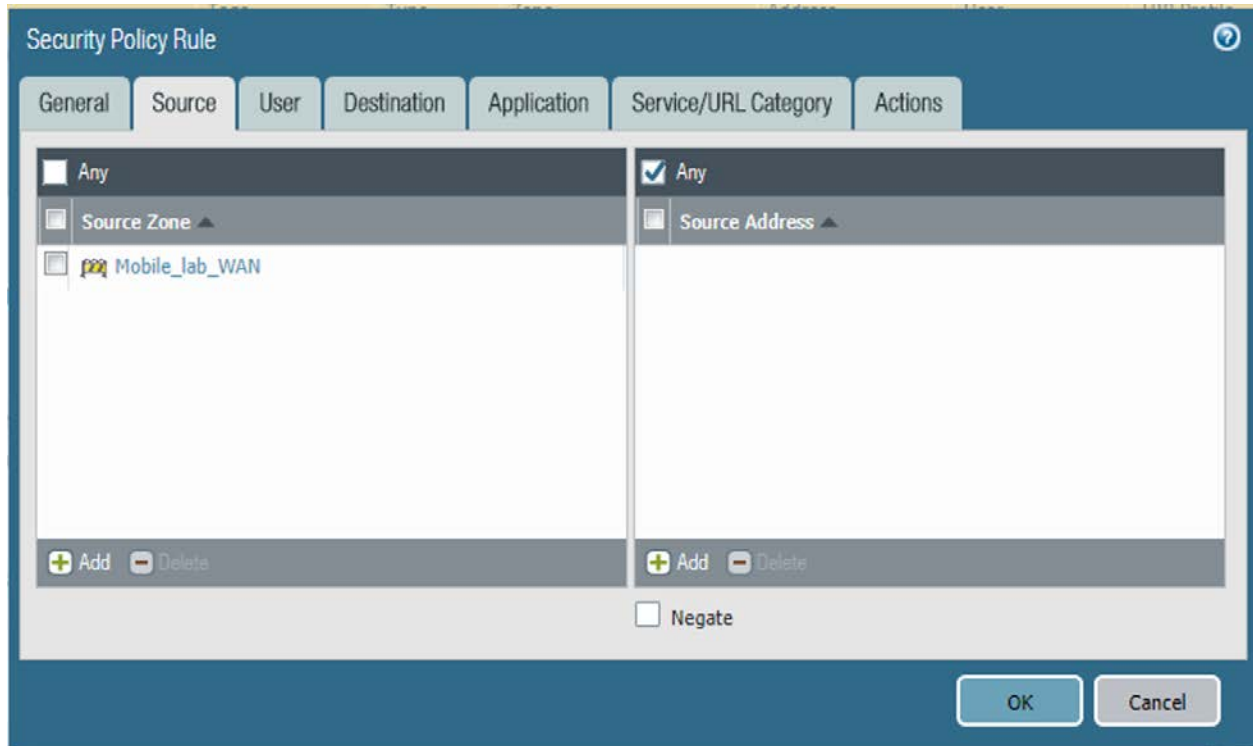 Security Policy Rule
General Source User Destination Application Service/URL Category Actions
Any Any
Source Zone Source Address
Mobile_lab_WAN
Add Delete Add Delete
Negate
OK Cancel